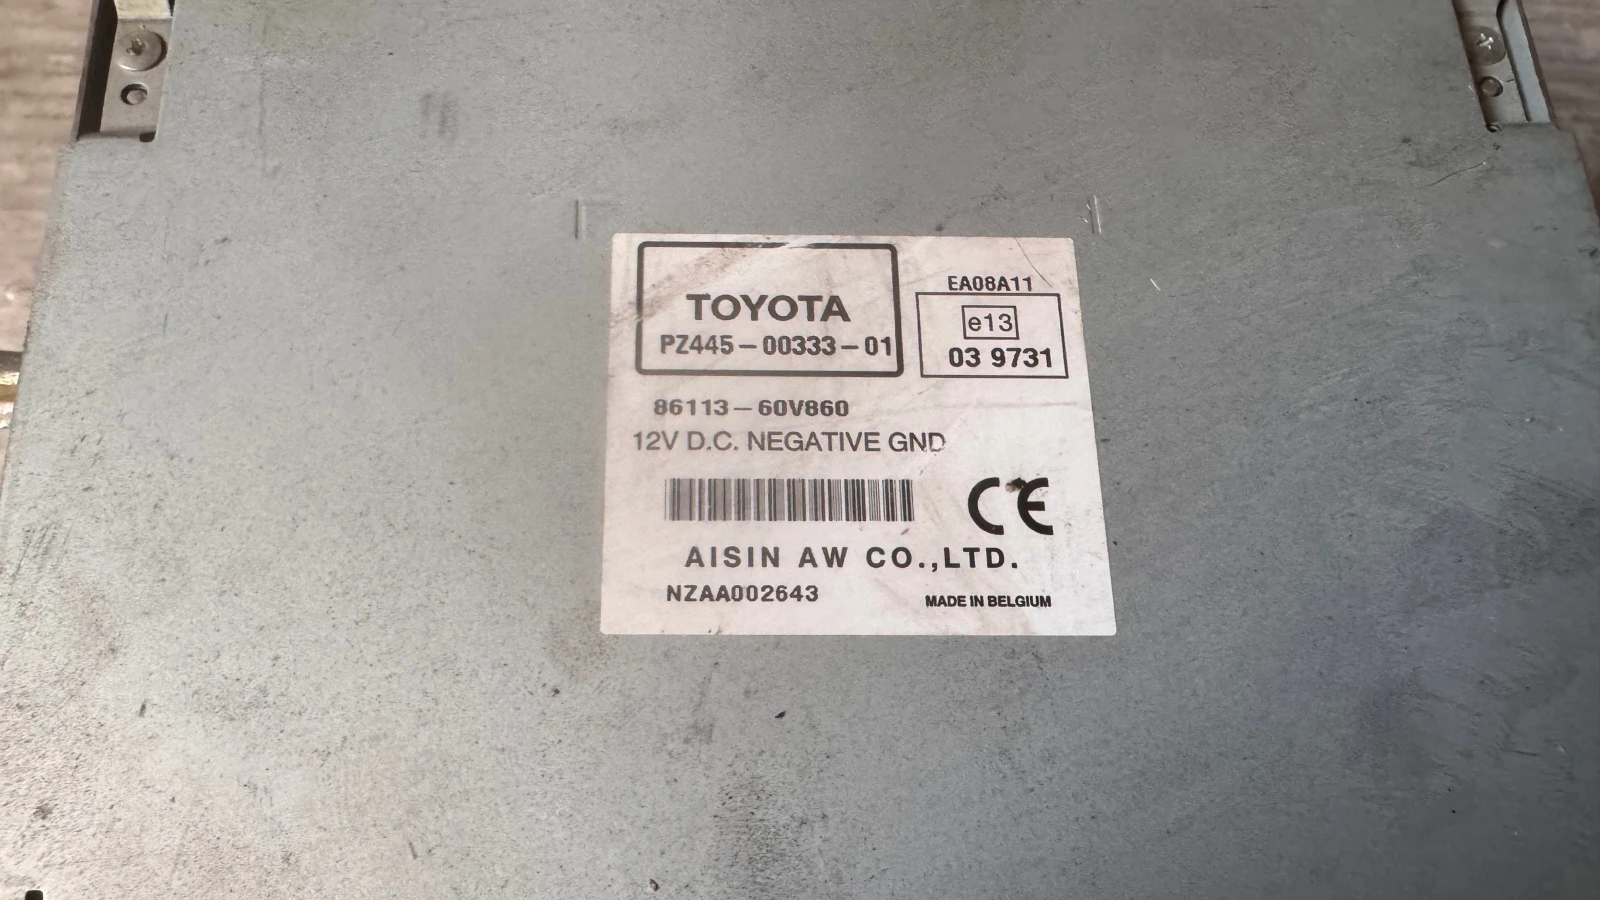 TOYOTA
PZ445-00333-01
EA08A11
e13
03 9731
86113-60V860
12V D.C. NEGATIVE GND
CE
AISIN AW CO.,LTD.
NZAA002643
MADE IN BELGIUM